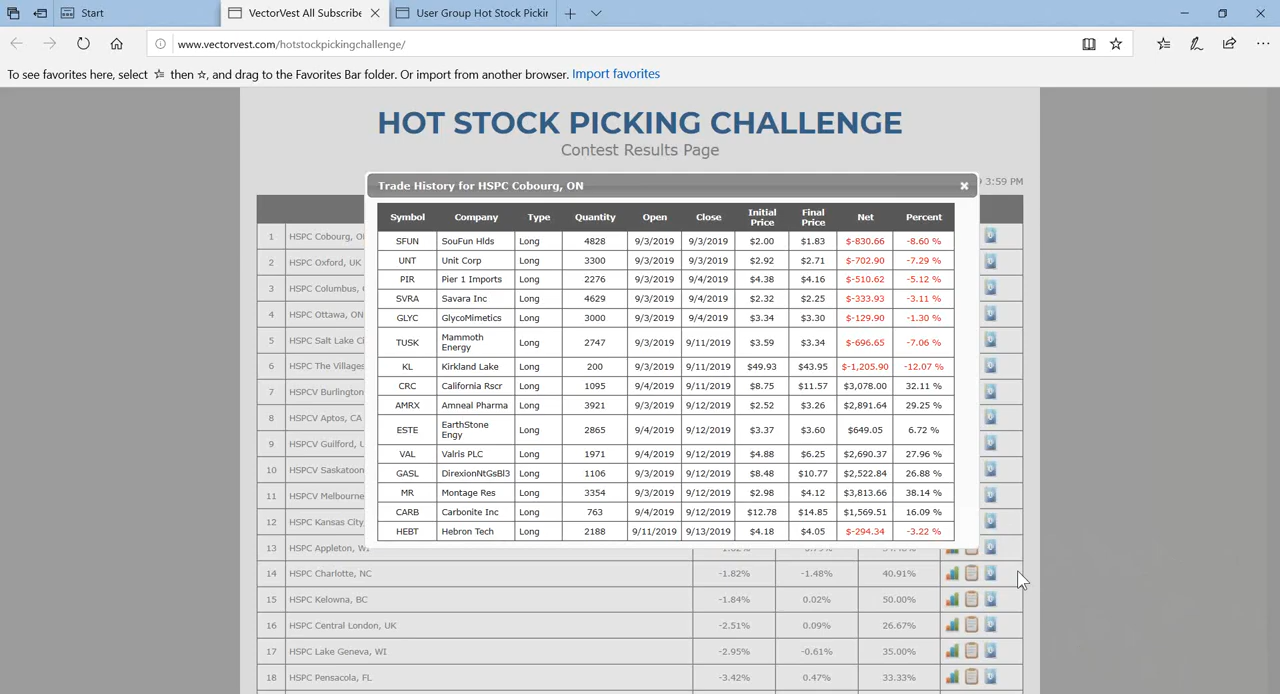 Start
VectorVest All Subscribe
User Group Hot Stock Pickin
www.vectorvest.com/hotstockpickingchallenge/
To see favorites here, select then , and drag to the Favorites Bar folder. Or import from another browser. Import favorites
HOT STOCK PICKING CHALLENGE
Contest Results Page
3:59 PM
Trade History for HSPC Cobourg, ON
Symbol Company Type Quantity Open Close Initial Price Final Price Net Percent
SFUN SouFun Hlds Long 4828 9/3/2019 9/3/2019 $2.00 $1.83 $-830.66 -8.60 %
UNT Unit Corp Long 3300 9/3/2019 9/3/2019 $2.92 $2.71 $-702.90 -7.29 %
PIR Pier 1 Imports Long 2276 9/3/2019 9/4/2019 $4.38 $4.16 $-510.62 -5.12 %
SVRA Savara Inc Long 4629 9/3/2019 9/4/2019 $2.32 $2.25 $-333.93 -3.11 %
GLYC GlycoMimetics Long 3000 9/3/2019 9/4/2019 $3.34 $3.30 $-129.90 -1.30 %
TUSK Mammoth Energy Long 2747 9/3/2019 9/11/2019 $3.59 $3.34 $-696.65 -7.06 %
KL Kirkland Lake Long 200 9/3/2019 9/11/2019 $49.93 $43.95 $-1,205.90 -12.07 %
CRC California Rscr Long 1095 9/4/2019 9/11/2019 $8.75 $11.57 $3,078.00 32.11 %
AMRX Amneal Pharma Long 3921 9/3/2019 9/12/2019 $2.52 $3.26 $2,891.64 29.25 %
ESTE EarthStone Engy Long 2865 9/4/2019 9/12/2019 $3.37 $3.60 $649.05 6.72 %
VAL Valris PLC Long 1971 9/4/2019 9/12/2019 $4.88 $6.25 $2,690.37 27.96 %
GASL DirexionNtGsBl3 Long 1106 9/3/2019 9/12/2019 $8.48 $10.77 $2,522.84 26.88 %
MR Montage Res Long 3354 9/3/2019 9/12/2019 $2.98 $4.12 $3,813.66 38.14 %
CARB Carbonite Inc Long 763 9/4/2019 9/12/2019 $12.78 $14.85 $1,569.51 16.09 %
HEBT Hebron Tech Long 2188 9/11/2019 9/13/2019 $4.18 $4.05 $-294.34 -3.22 %
1 HSPC Cobourg, O
2 HSPC Oxford, UK
3 HSPC Columbus,
4 HSPC Ottawa, ON
5 HSPC Salt Lake Ci
6 HSPC The Villages
7 HSPCV Burlington
8 HSPC Aptos, CA
9 HSPCV Guilford,
10 HSPCV Saskatoon
11 HSPCV Melbourne
12 HSPC Kansas City
13 HSPC Appleton, WI
14 HSPC Charlotte, NC -1.82% -1.48% 40.91%
15 HSPC Kelowna, BC -1.84% 0.02% 50.00%
16 HSPC Central London, UK -2.51% 0.09% 26.67%
17 HSPC Lake Geneva, WI -2.95% -0.61% 35.00%
18 HSPC Pensacola, FL -3.42% 0.47% 33.33%